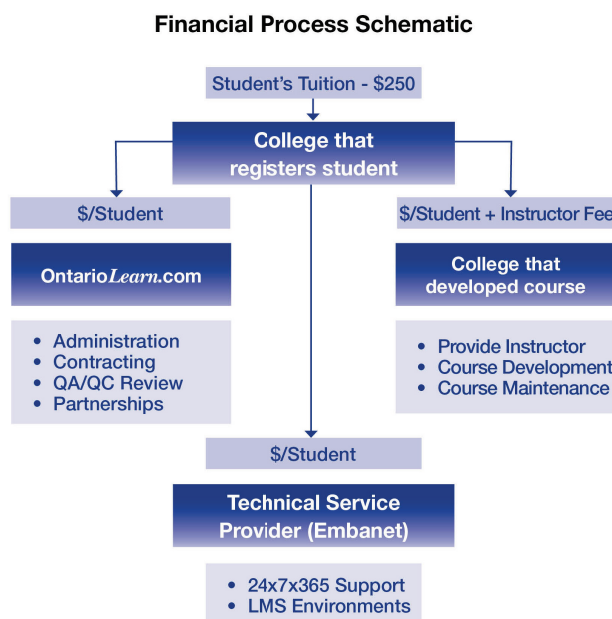 Financial Process Schematic
Student's Tuition - $250
College that
registers student
$/Student
OntarioLearn.com
• Administration
• Contracting
• QA/QC Review
• Partnerships
$/Student + Instructor Fee
College that
developed course
• Provide Instructor
• Course Development
• Course Maintenance
$/Student
Technical Service
Provider (Embanet)
• 24x7x365 Support
• LMS Environments